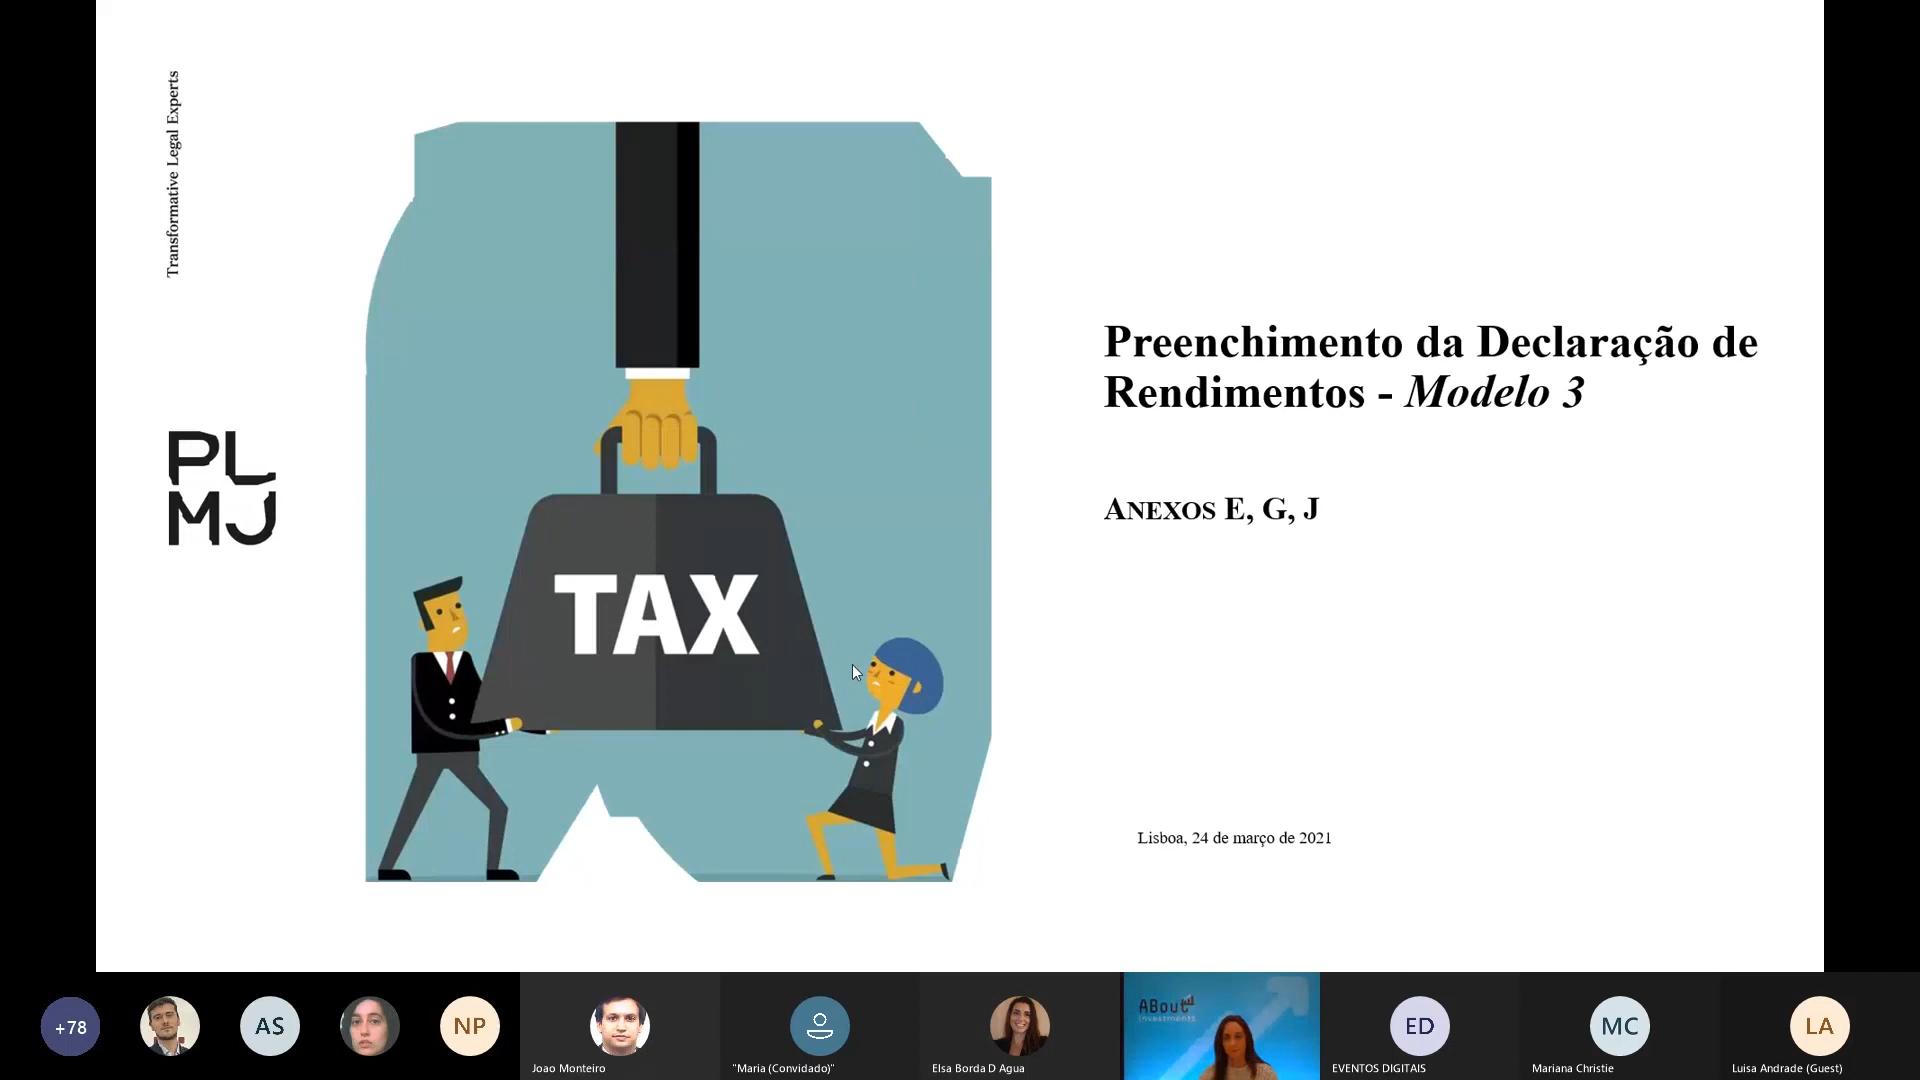 Transformative Legal Experts
PL
MJ
TAX
Preenchimento da Declaração de
Rendimentos - Modelo 3
ANEXOS E, G, J
Lisboa, 24 de março de 2021
+78
AS
NP
Joao Monteiro
"Maria (Convidado)"
Elsa Borda D Agua
ABout
investments
ED
EVENTOS DIGITAIS
MC
Mariana Christie
LA
Luisa Andrade (Guest)